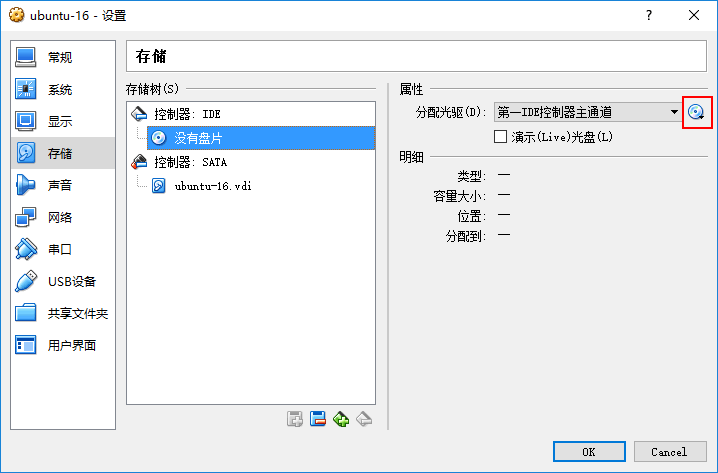 ubuntu-16 - 设置
常规
系统
显示
存储
声音
网络
串口
USB设备
共享文件夹
用户界面
存储
存储树(S)
控制器: IDE
没有盘片
控制器: SATA
ubuntu-16.vdi
属性
分配光驱(D): 第一IDE控制器主通道
演示(Live)光盘(L)
明细
类型: —
容量大小: —
位置: —
分配到: —
OK Cancel